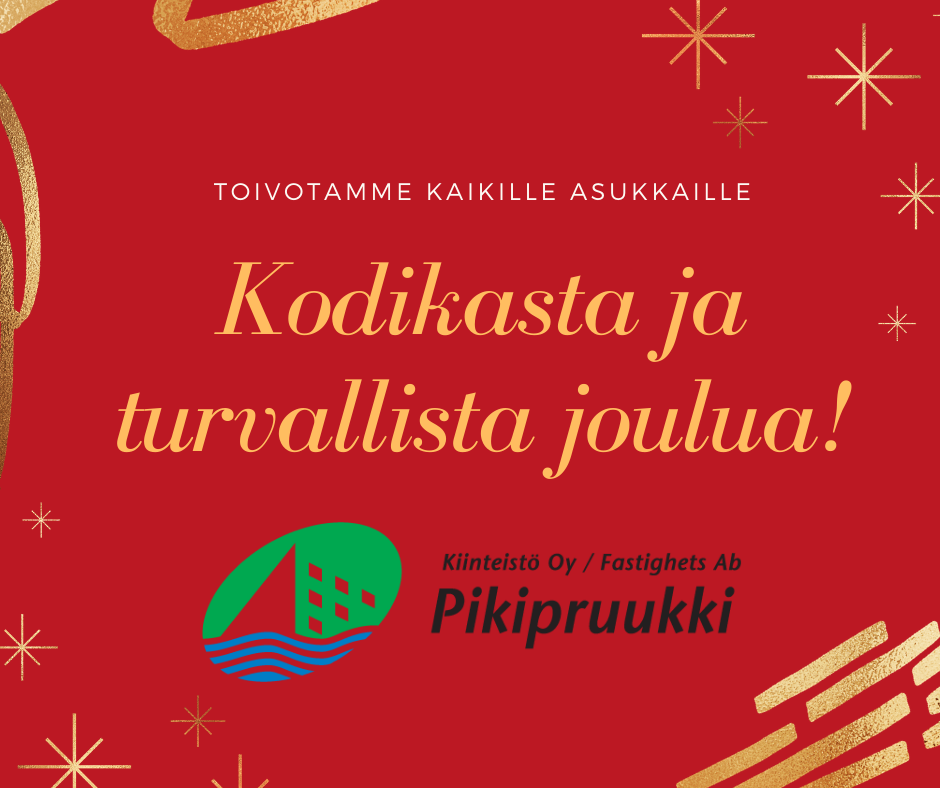 TOIVOTAMME KAIKILLE ASUKKAILLE
Kodikasta ja
turvallista joulua!
Kiinteistö Oy / Fastighets Ab
Pikipruukki